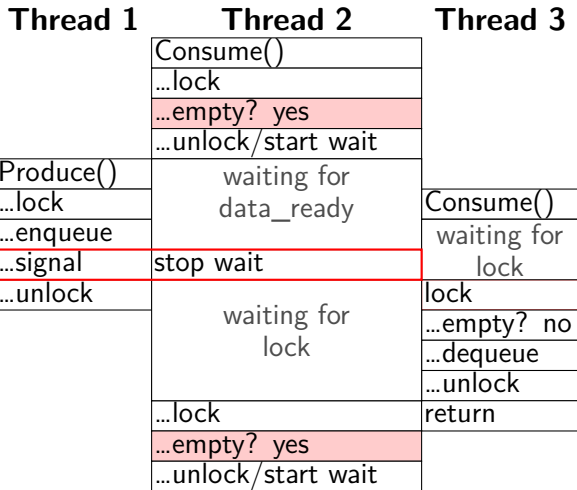 Thread 1 Thread 2 Thread 3
Consume()
...lock
...empty? yes
...unlock/start wait
Produce() waiting for
...lock data_ready Consume()
...enqueue waiting for
...signal stop wait lock
...unlock lock
waiting for ...empty? no
lock ...dequeue
...unlock
...lock return
...empty? yes
...unlock/start wait